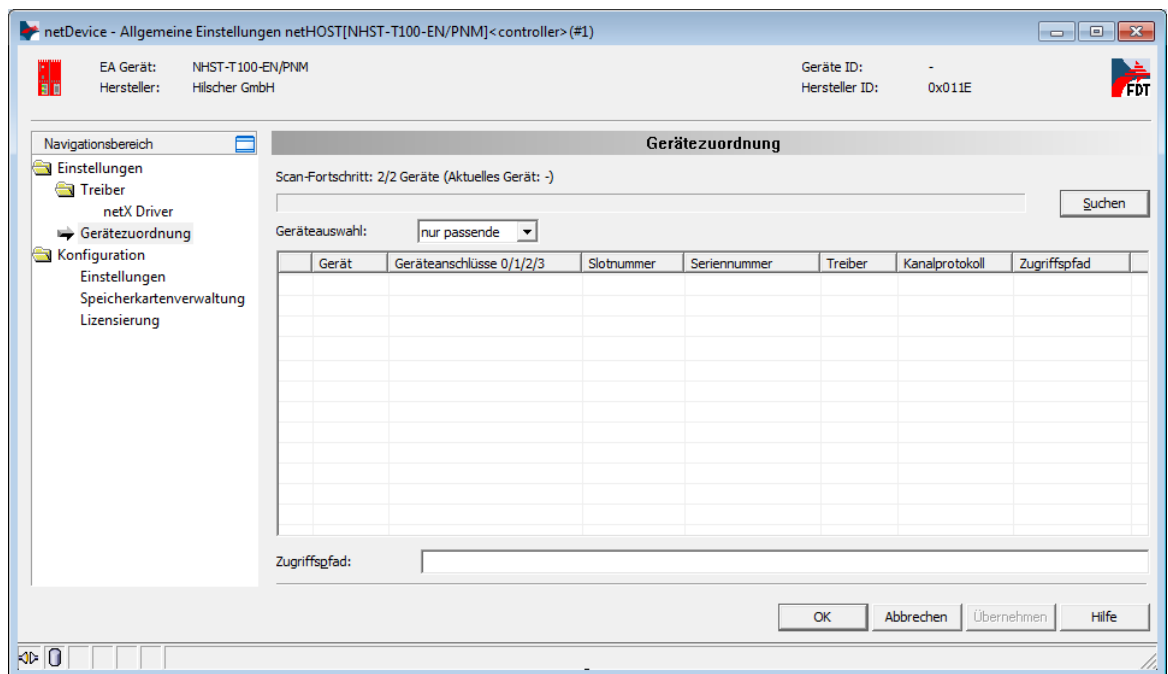 netDevice - Allgemeine Einstellungen netHOST[NHST-T100-EN/PNM]<controller>(#1)
EA Gerät: NHST-T100-EN/PNM Geräte ID: -
Hersteller: Hilscher GmbH Hersteller ID: 0x011E
FDT
Navigationsbereich
Einstellungen
Treiber
netX Driver
Gerätezuordnung
Konfiguration
Einstellungen
Speicherkartenverwaltung
Lizensierung
Gerätezuordnung
Scan-Fortschritt: 2/2 Geräte (Aktuelles Gerät: -)
Suchen
Geräteauswahl: nur passende
Gerät Geräteanschlüsse 0/1/2/3 Slotnummer Seriennummer Treiber Kanalprotokoll Zugriffspfad
Zugriffspfad:
OK Abbrechen Übernehmen Hilfe